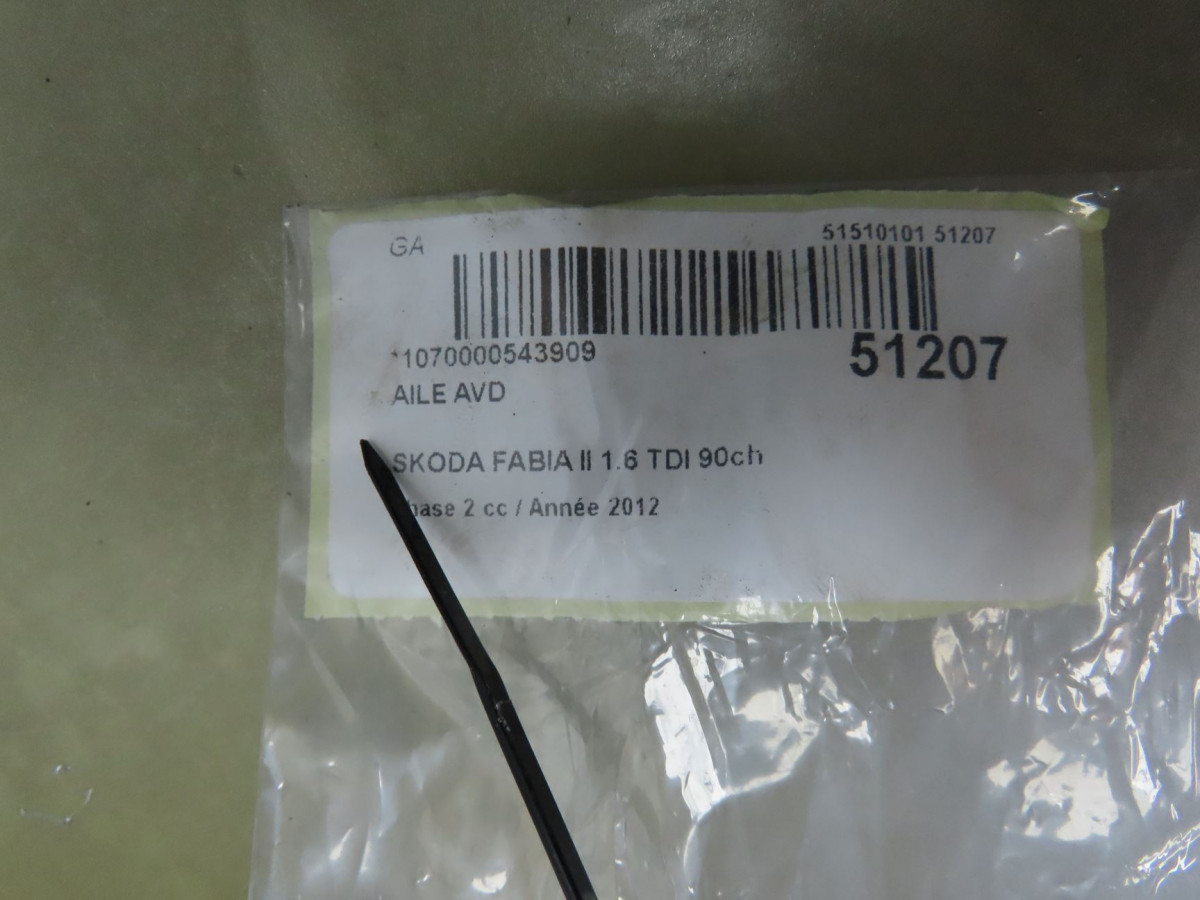 GA
51510101 51207
*1070000543909
51207
AILE AVD
SKODA FABIA II 1.6 TDI 90ch
hase 2 cc / Année 2012